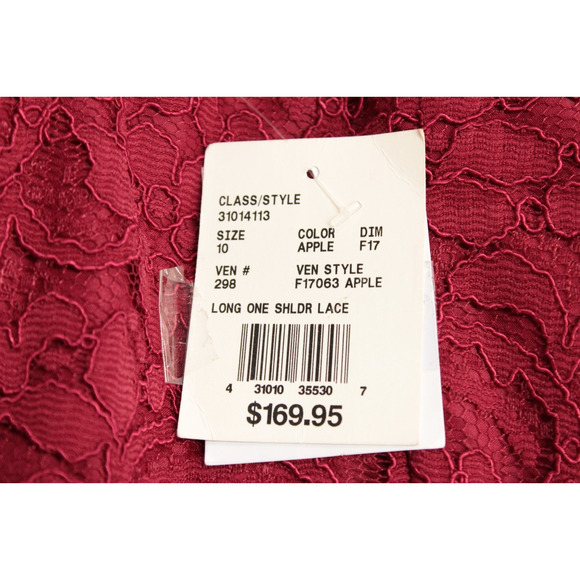 CLASS/STYLE
31014113
SIZE COLOR DIM
10 APPLE F17
VEN # VEN STYLE
298 F17063 APPLE
LONG ONE SHLDR LACE
4 31010 35530 7
$169.95